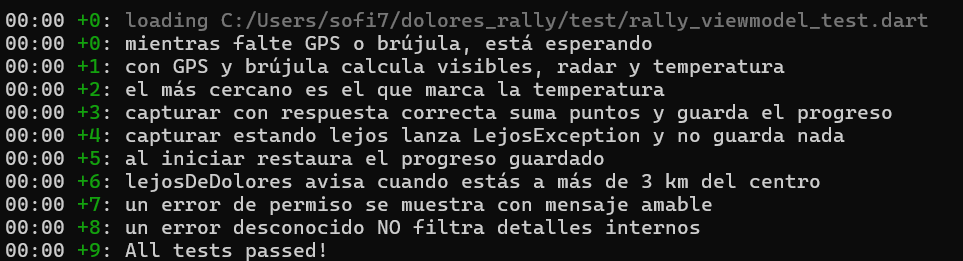 00:00 +0: loading C:/Users/sofi7/dolores_rally/test/rally_viewmodel_test.dart
00:00 +0: mientras falte GPS o brújula, está esperando
00:00 +1: con GPS y brújula calcula visibles, radar y temperatura
00:00 +2: el más cercano es el que marca la temperatura
00:00 +3: capturar con respuesta correcta suma puntos y guarda el progreso
00:00 +4: capturar estando lejos lanza LejosException y no guarda nada
00:00 +5: al iniciar restaura el progreso guardado
00:00 +6: lejosDeDolores avisa cuando estás a más de 3 km del centro
00:00 +7: un error de permiso se muestra con mensaje amable
00:00 +8: un error desconocido NO filtra detalles internos
00:00 +9: All tests passed!